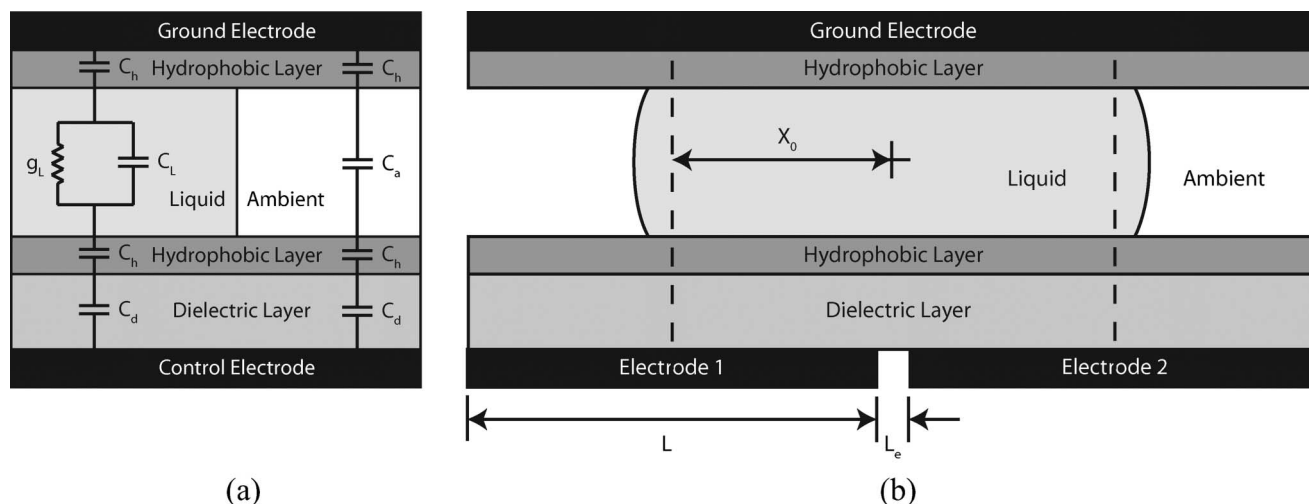 Ground Electrode
C_h Hydrophobic Layer C_h
g_L C_L C_a
Liquid Ambient
C_h Hydrophobic Layer C_h
C_d Dielectric Layer C_d
Control Electrode
(a)
Ground Electrode
Hydrophobic Layer
X_0
Liquid Ambient
Hydrophobic Layer
Dielectric Layer
Electrode 1 Electrode 2
L L_e
(b)